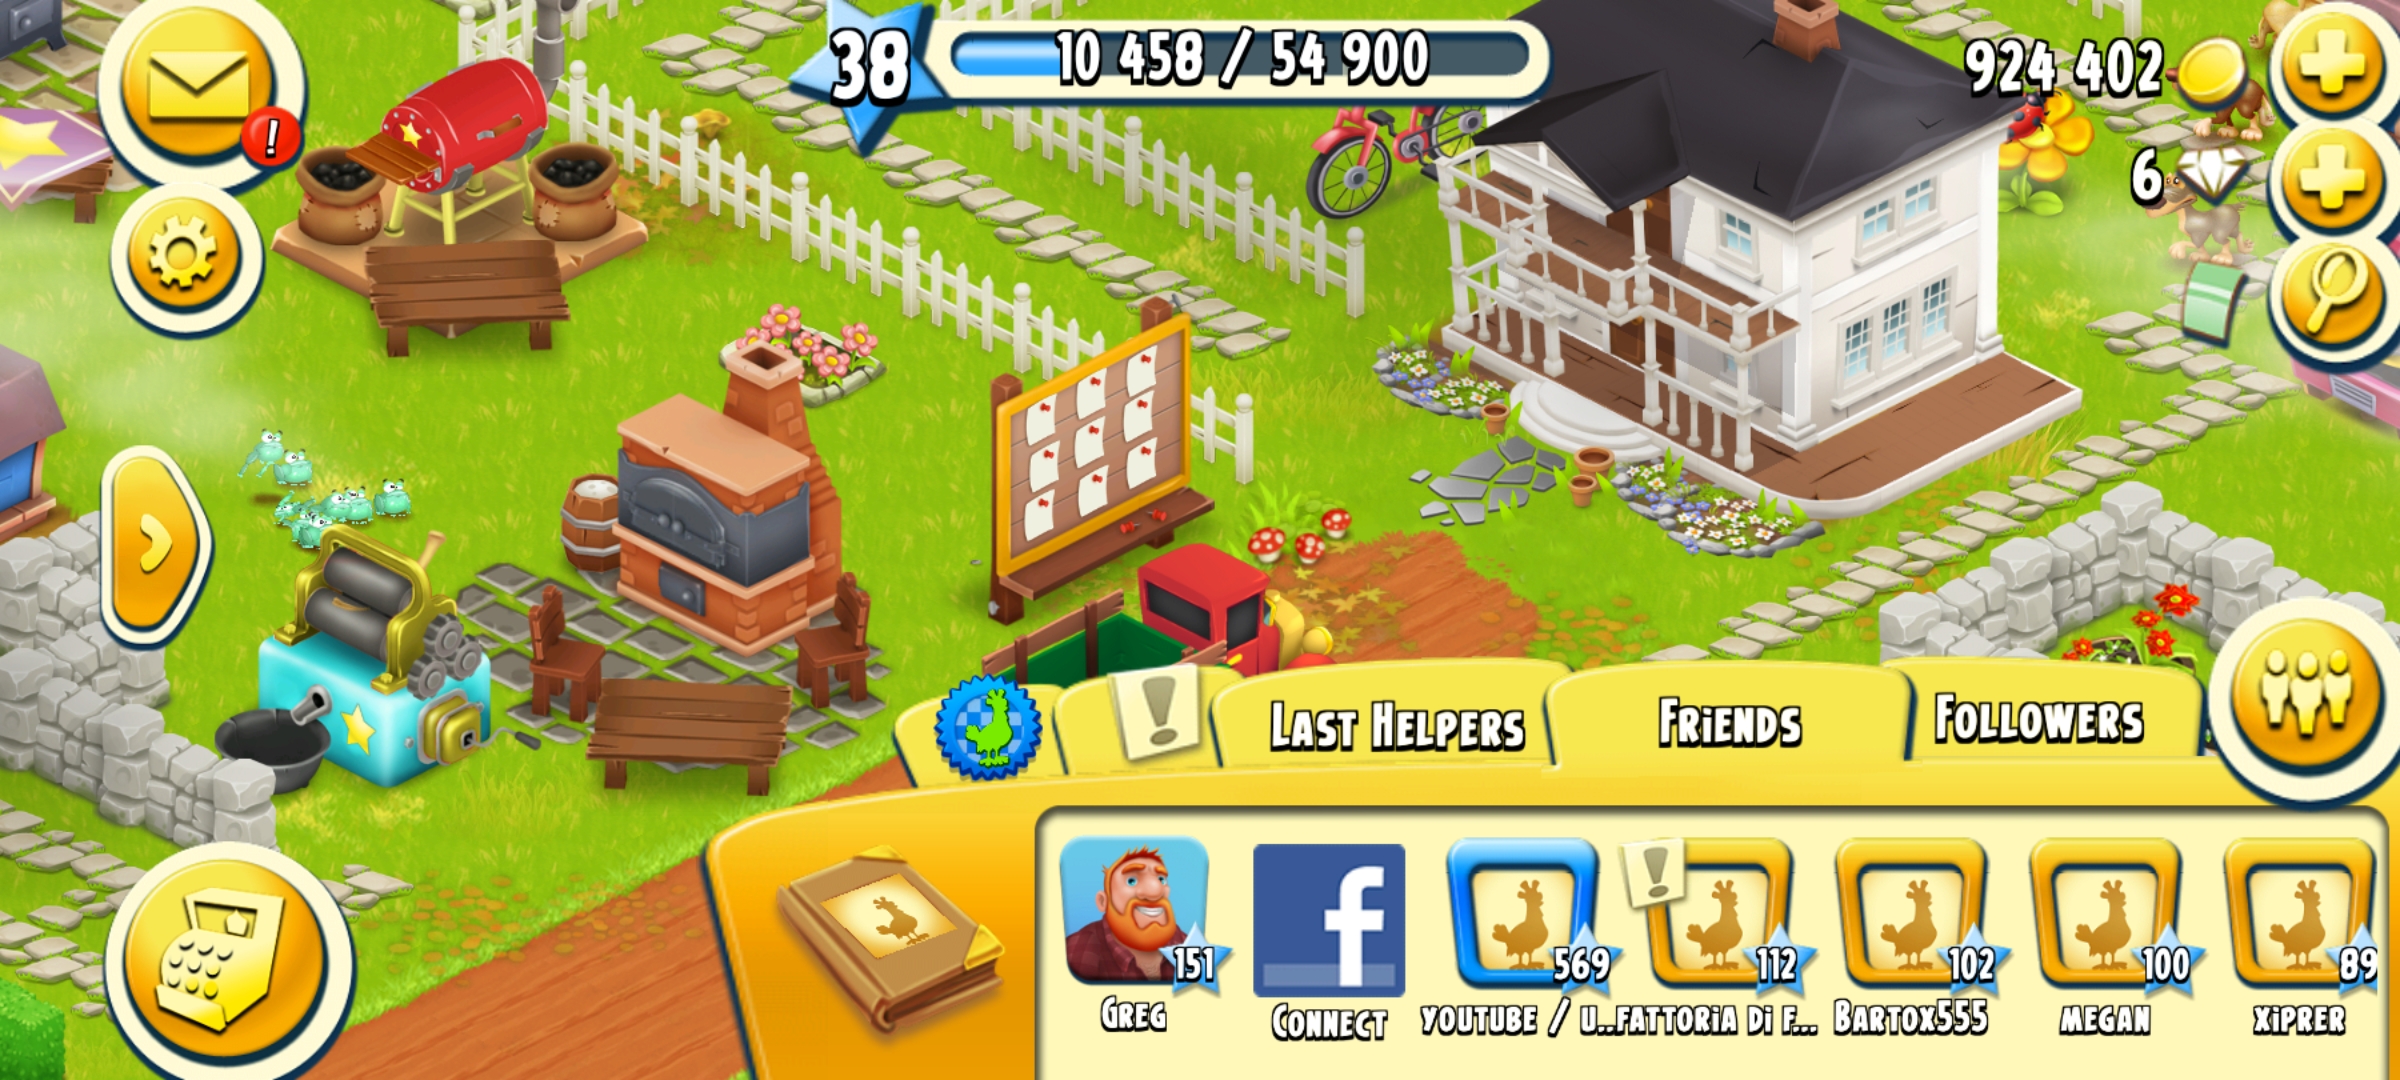 38
10 458 / 54 900
924 402
!
6
LAST HELPERS
FRiENDS
FOLLOWERS
!
!
151
569
112
102
100
89
GREG
CONNECT
YOUTUBE / U...
FATTORiA Di F...
BARTOX555
MEGAN
XiPRER